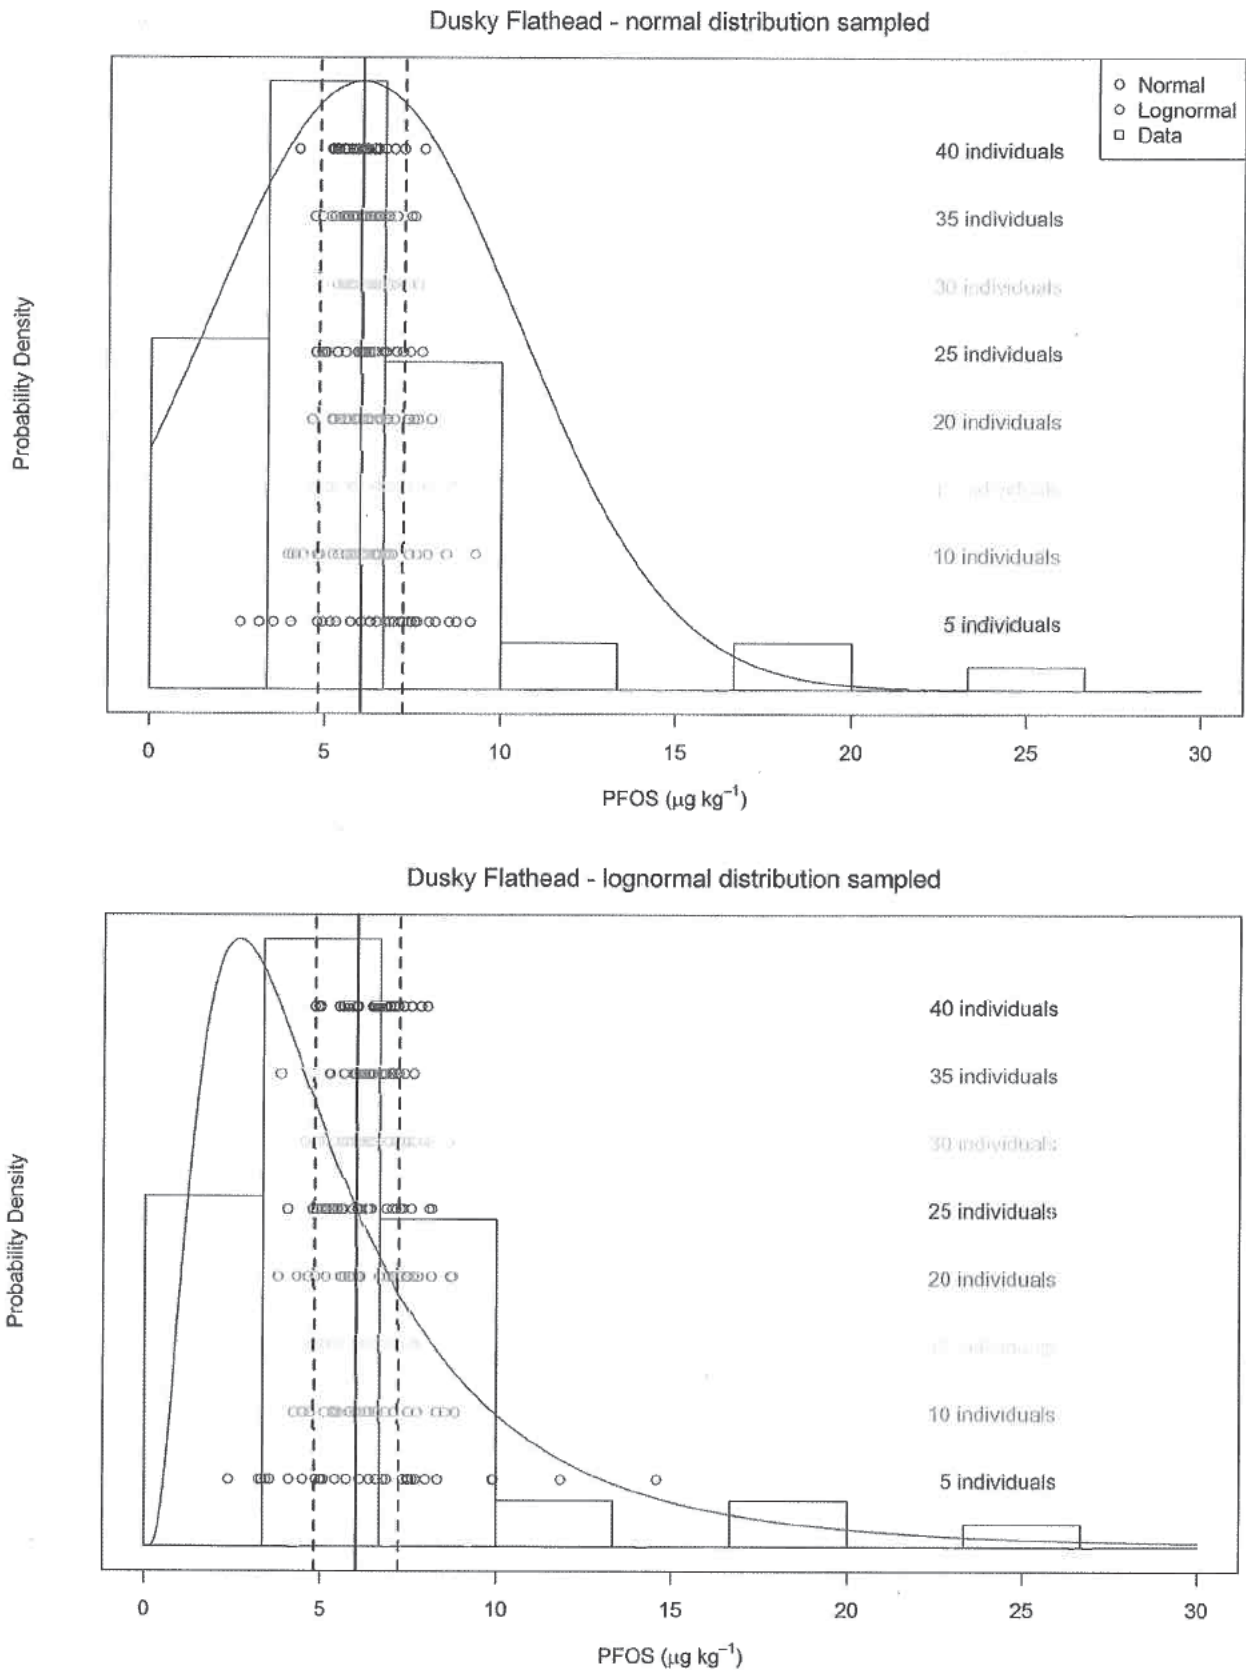 Dusky Flathead - normal distribution sampled
Normal
Lognormal
Data
40 individuals
35 individuals
30 individuals
25 individuals
20 individuals
individuals
10 individuals
5 individuals
Probability Density
0 5 10 15 20 25 30
PFOS (μg kg⁻¹)
Dusky Flathead - lognormal distribution sampled
40 individuals
35 individuals
30 individuals
25 individuals
20 individuals
individuals
10 individuals
5 individuals
Probability Density
0 5 10 15 20 25 30
PFOS (μg kg⁻¹)